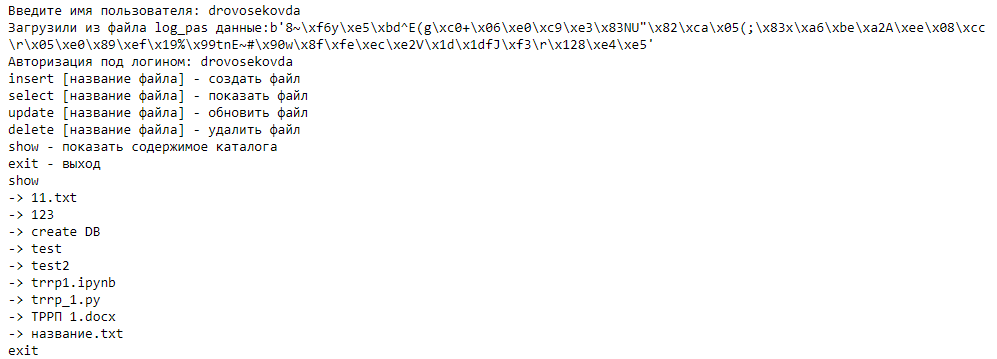 Введите имя пользователя: drovosekovda
Загрузили из файла log_pas данные:b'8~\xf6y\xe5\xbd^E(g\xc0+\x06\xe0\xc9\xe3\x83NU"\x82\xca\x05(;\x83x\xa6\xbe\xa2A\xee\x08\xcc
\r\x05\xe0\x89\xef\x19%\x99tnE~#\x90w\x8f\xfe\xec\xe2V\x1d\x1dfJ\xf3\r\x128\xe4\xe5'
Авторизация под логином: drovosekovda
insert [название файла] - создать файл
select [название файла] - показать файл
update [название файла] - обновить файл
delete [название файла] - удалить файл
show - показать содержимое каталога
exit - выход
show
-> 11.txt
-> 123
-> create DB
-> test
-> test2
-> trrp1.ipynb
-> trrp_1.py
-> ТРРП 1.docx
-> название.txt
exit